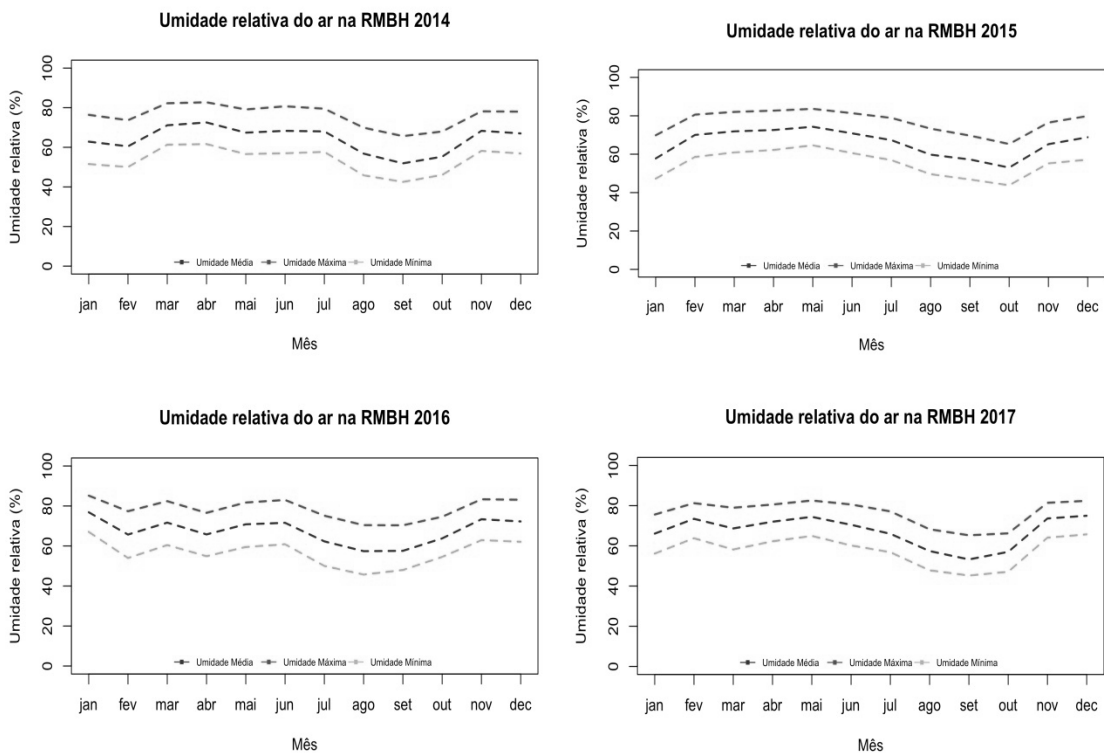 Umidade relativa do ar na RMBH 2014
Umidade relativa (%)
100
80
60
40
20
0
Umidade Média Umidade Máxima Umidade Mínima
jan fev mar abr mai jun jul ago set out nov dec
Mês
Umidade relativa do ar na RMBH 2015
Umidade relativa (%)
100
80
60
40
20
0
Umidade Média Umidade Máxima Umidade Mínima
jan fev mar abr mai jun jul ago set out nov dec
Mês
Umidade relativa do ar na RMBH 2016
Umidade relativa (%)
100
80
60
40
20
0
Umidade Média Umidade Máxima Umidade Mínima
jan fev mar abr mai jun jul ago set out nov dec
Mês
Umidade relativa do ar na RMBH 2017
Umidade relativa (%)
100
80
60
40
20
0
Umidade Média Umidade Máxima Umidade Mínima
jan fev mar abr mai jun jul ago set out nov dec
Mês